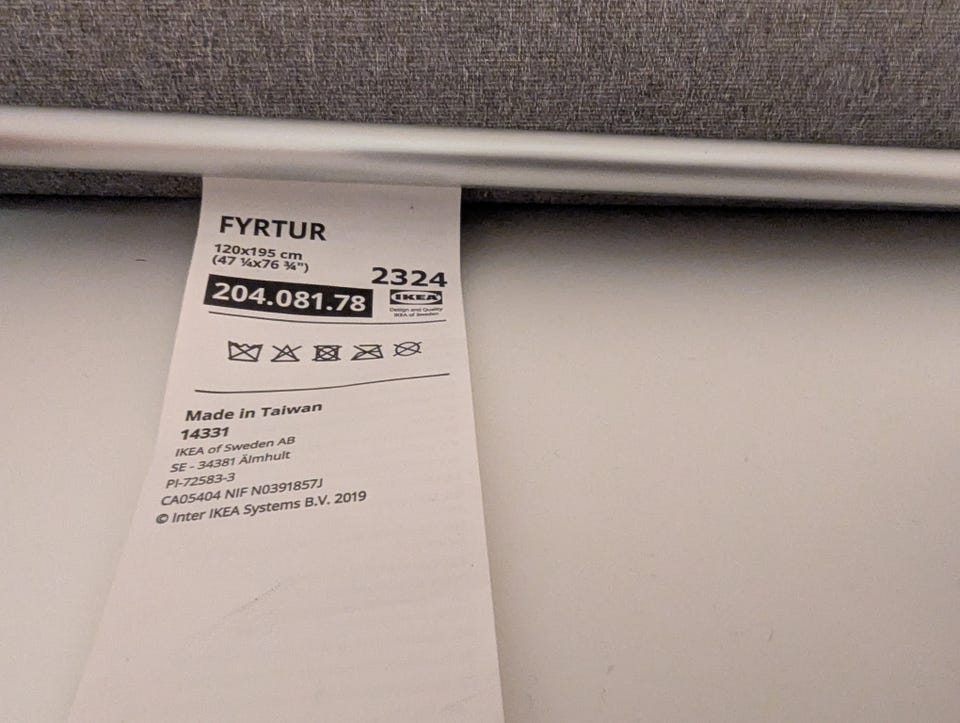 FYRTUR
120x195 cm
(47 ¼x76 ¾")
2324
204.081.78
IKEA
Design and Quality
IKEA of Sweden
Made in Taiwan
14331
IKEA of Sweden AB
SE - 34381 Älmhult
PI-72583-3
CA05404 NIF N0391857J
© Inter IKEA Systems B.V. 2019